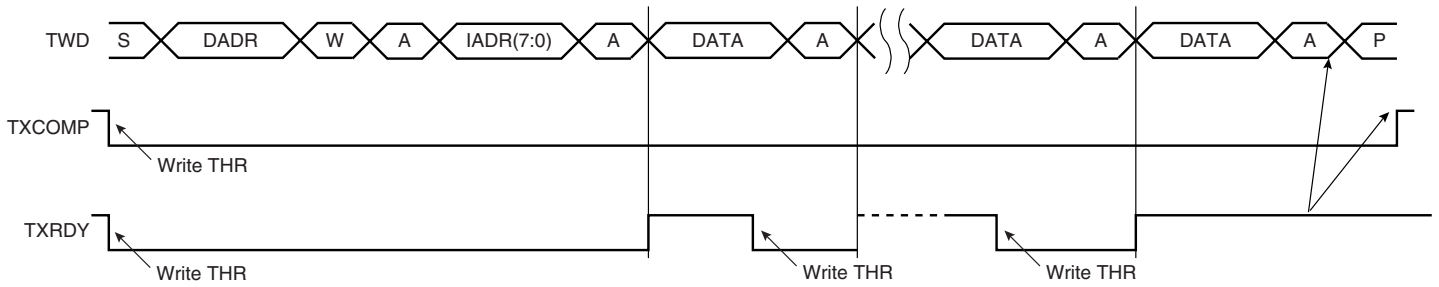 TWD S DADR W A IADR(7:0) A DATA A DATA A DATA A P
TXCOMP
Write THR
TXRDY
Write THR Write THR Write THR